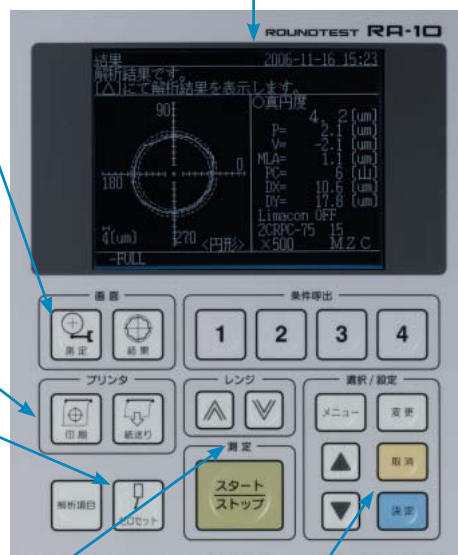 ROUNDTEST RA-10
結果 2006-11-16 15:23
解析結果です。
[△]にて解析結果を表示します。
○真円度
4．2[um]
P= 2.1 [um]
V= -2.1 [um]
MLA= 1.1 [um]
PC= 6 [山]
DX= 10.6 [um]
DY= 17.8 [um]
Limacon OFF
2CRPC-75 15
×500 MZC
90
0
180
270
4(um)
<円形>
-FULL
画面
測定
結果
条件呼出
1 2 3 4
プリンタ
印刷
紙送り
レンジ
選択/設定
メニュー
変更
取消
決定
測定
スタート
ストップ
解析項目
ゼロセット